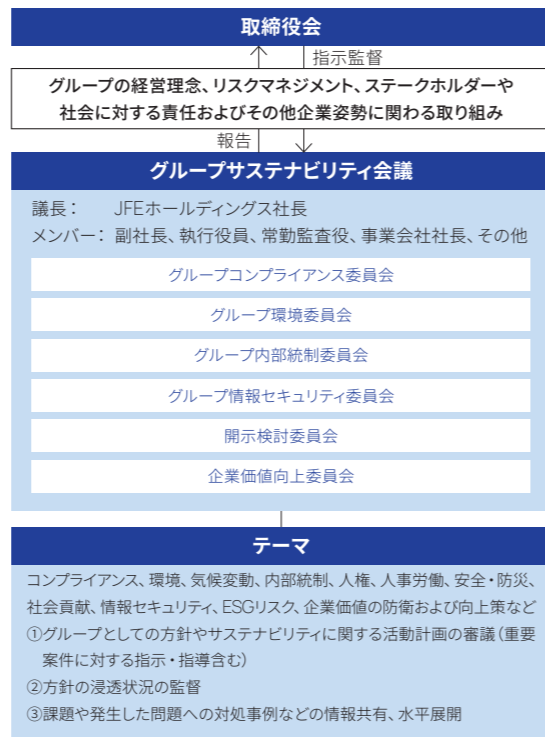 取締役会
指示監督
グループの経営理念、リスクマネジメント、ステークホルダーや
社会に対する責任およびその他企業姿勢に関わる取り組み
報告
グループサステナビリティ会議
議長： JFEホールディングス社長
メンバー： 副社長、執行役員、常勤監査役、事業会社社長、その他
グループコンプライアンス委員会
グループ環境委員会
グループ内部統制委員会
グループ情報セキュリティ委員会
開示検討委員会
企業価値向上委員会
テーマ
コンプライアンス、環境、気候変動、内部統制、人権、人事労働、安全・防災、
社会貢献、情報セキュリティ、ESGリスク、企業価値の防衛および向上策など
①グループとしての方針やサステナビリティに関する活動計画の審議（重要
案件に対する指示・指導含む）
②方針の浸透状況の監督
③課題や発生した問題への対処事例などの情報共有、水平展開